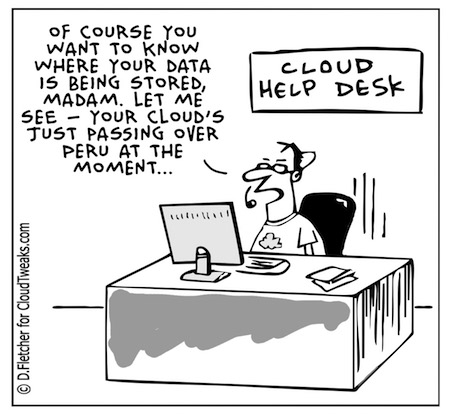 OF COURSE YOU
WANT TO KNOW
WHERE YOUR DATA
IS BEING STORED,
MADAM. LET ME
SEE – YOUR CLOUD'S
JUST PASSING OVER
PERU AT THE
MOMENT...
CLOUD
HELP DESK
© D.Fletcher for CloudTweaks.com